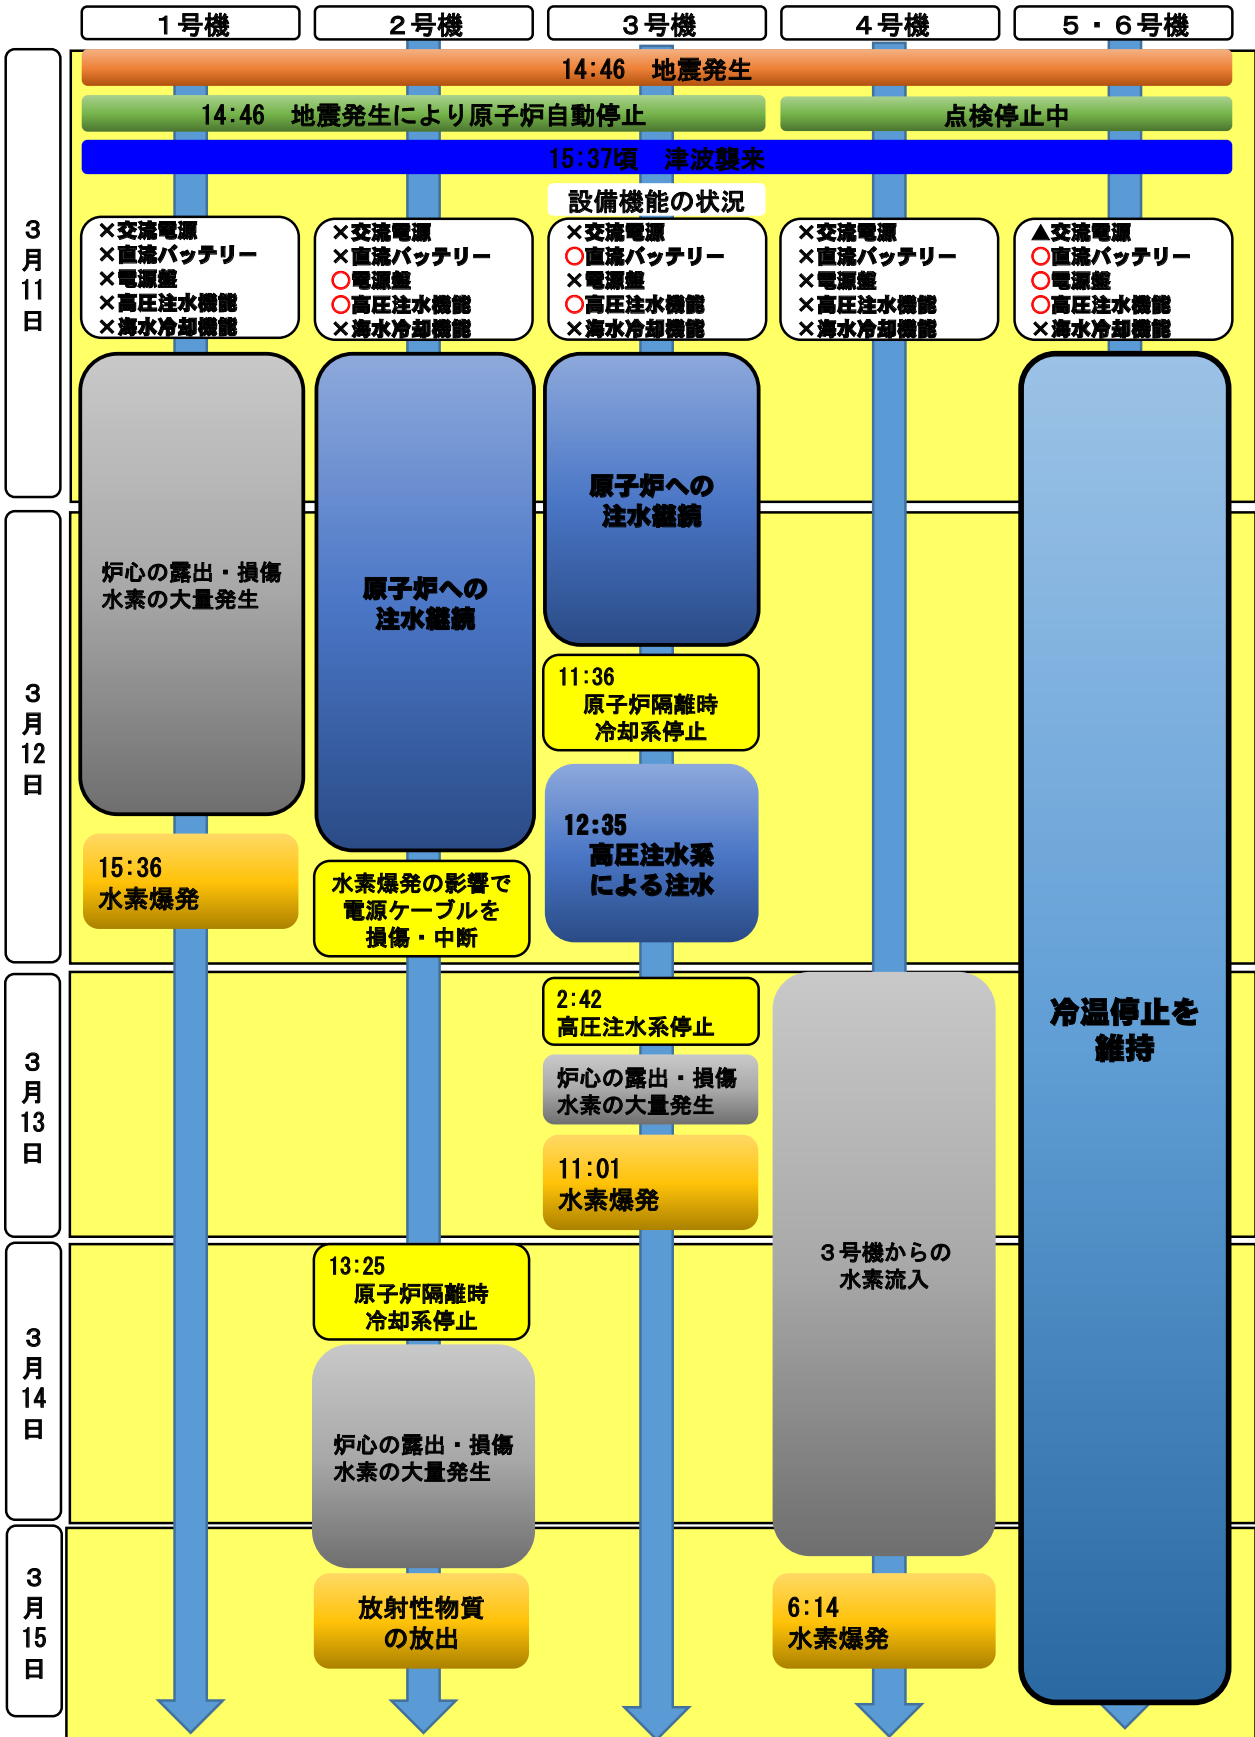 １号機
２号機
３号機
４号機
５・６号機
14:46　地震発生
14:46　地震発生により原子炉自動停止
点検停止中
15:37頃　津波襲来
設備機能の状況
3
月
11
日
×交流電源
×直流バッテリー
×電源盤
×高圧注水機能
×海水冷却機能
×交流電源
×直流バッテリー
○電源盤
○高圧注水機能
×海水冷却機能
×交流電源
○直流バッテリー
×電源盤
○高圧注水機能
×海水冷却機能
×交流電源
×直流バッテリー
×電源盤
×高圧注水機能
×海水冷却機能
▲交流電源
○直流バッテリー
○電源盤
○高圧注水機能
×海水冷却機能
炉心の露出・損傷
水素の大量発生
原子炉への
注水継続
原子炉への
注水継続
3
月
12
日
11:36
原子炉隔離時
冷却系停止
12:35
高圧注水系
による注水
15:36
水素爆発
水素爆発の影響で
電源ケーブルを
損傷・中断
3
月
13
日
2:42
高圧注水系停止
炉心の露出・損傷
水素の大量発生
11:01
水素爆発
冷温停止を
維持
3号機からの
水素流入
3
月
14
日
13:25
原子炉隔離時
冷却系停止
炉心の露出・損傷
水素の大量発生
3
月
15
日
放射性物質
の放出
6:14
水素爆発